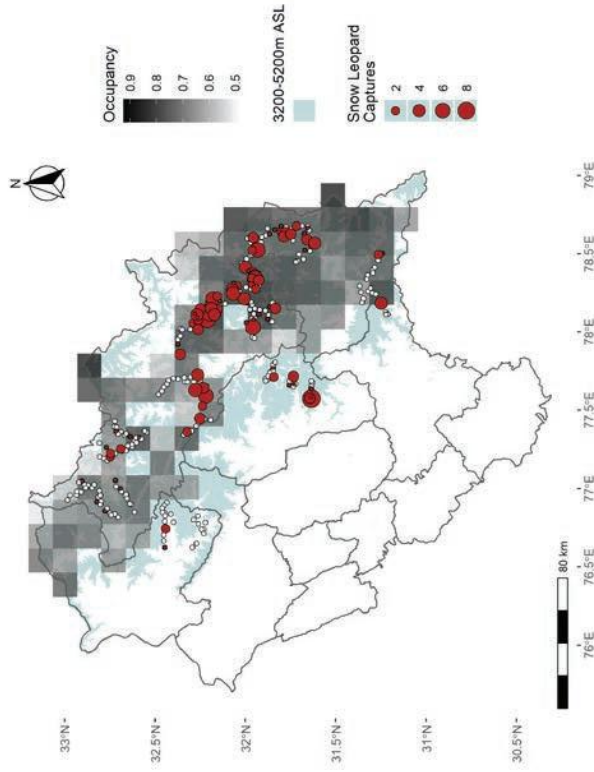 N
Occupancy
0.9
0.8
0.7
0.6
0.5
3200-5200m ASL
Snow Leopard
Captures
2
4
6
8
33°N
32.5°N
32°N
31.5°N
31°N
30.5°N
76°E
76.5°E
77°E
77.5°E
78°E
78.5°E
79°E
80 km